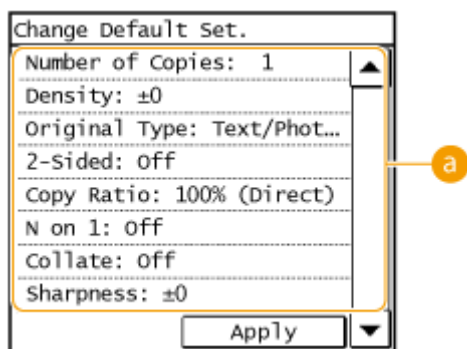 Change Default Set.
Number of Copies: 1
Density: ±0
Original Type: Text/Phot...
2-Sided: Off
Copy Ratio: 100% (Direct)
N on 1: Off
Collate: Off
Sharpness: ±0
Apply
a